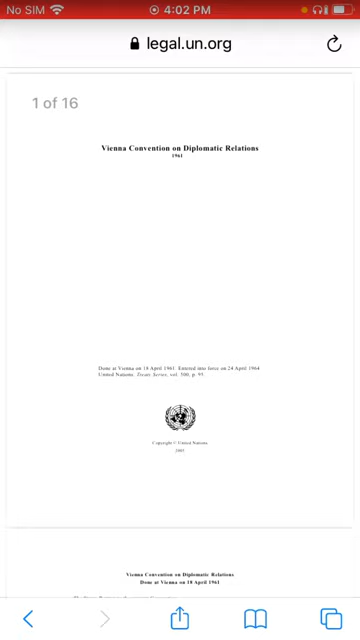 No SIM 4:02 PM
legal.un.org
1 of 16
Vienna Convention on Diplomatic Relations
1961
Done at Vienna on 18 April 1961. Entered into force on 24 April 1964.
United Nations, Treaty Series, vol. 500, p. 95.
Copyright © United Nations
2005
Vienna Convention on Diplomatic Relations
Done at Vienna on 18 April 1961